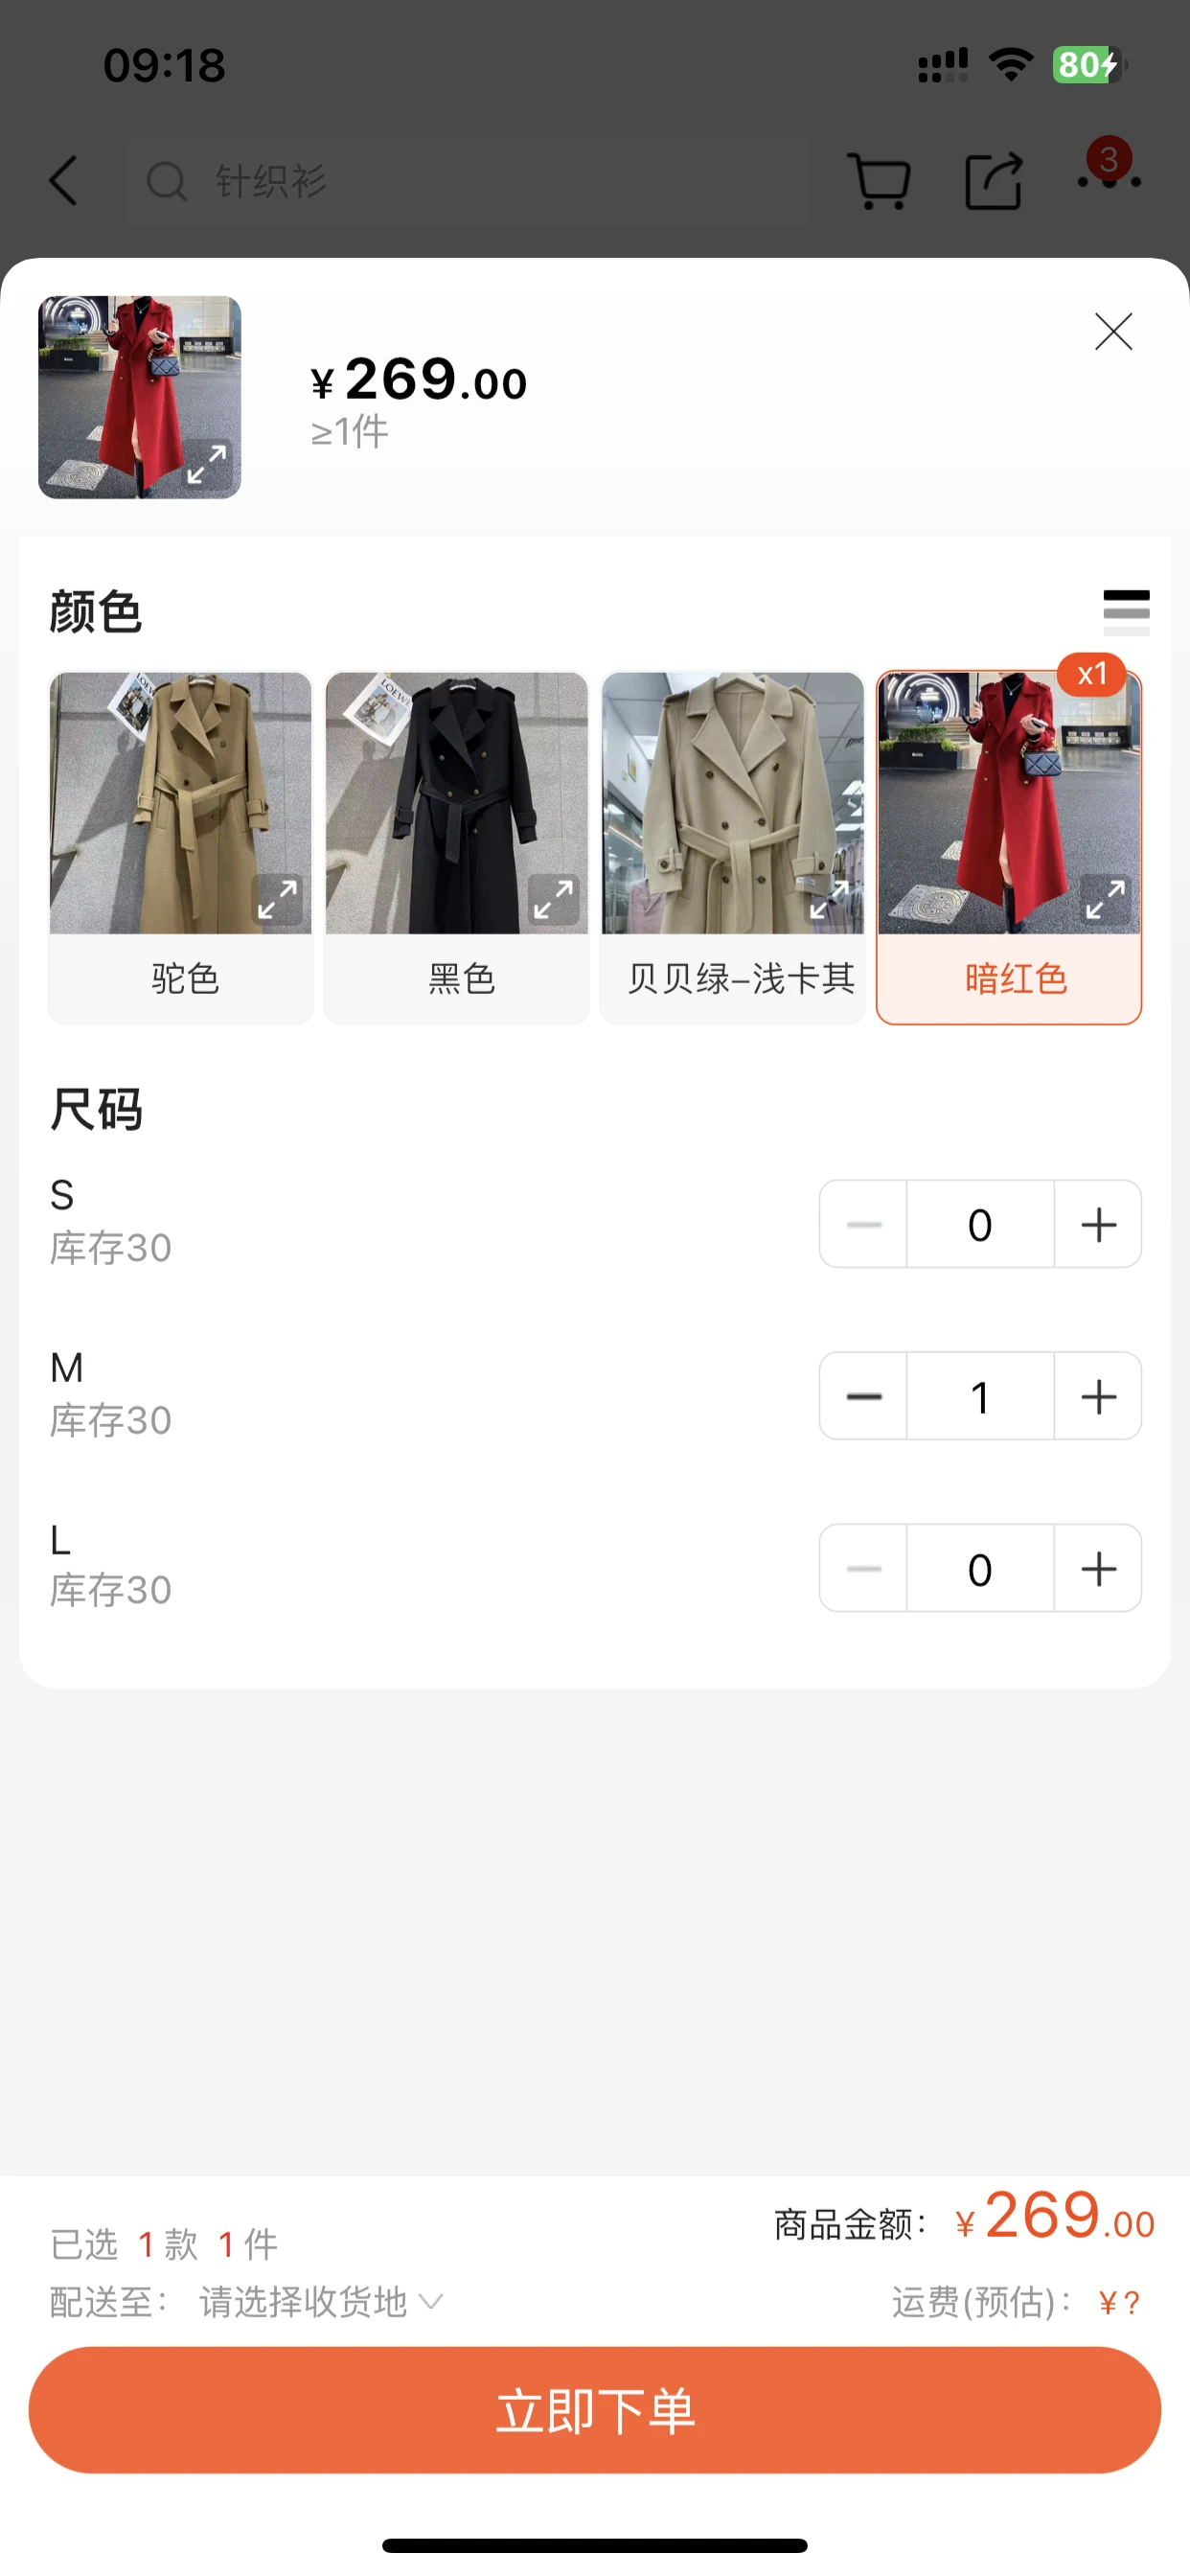 09:18
80
针织衫
3
¥269.00
≥1件
颜色
x1
LOEW
LOEW
驼色
黑色
贝贝绿-浅卡其
暗红色
尺码
S
库存30
0
M
库存30
1
L
库存30
0
已选 1 款 1 件
商品金额： ¥269.00
配送至： 请选择收货地
运费(预估)： ¥?
立即下单